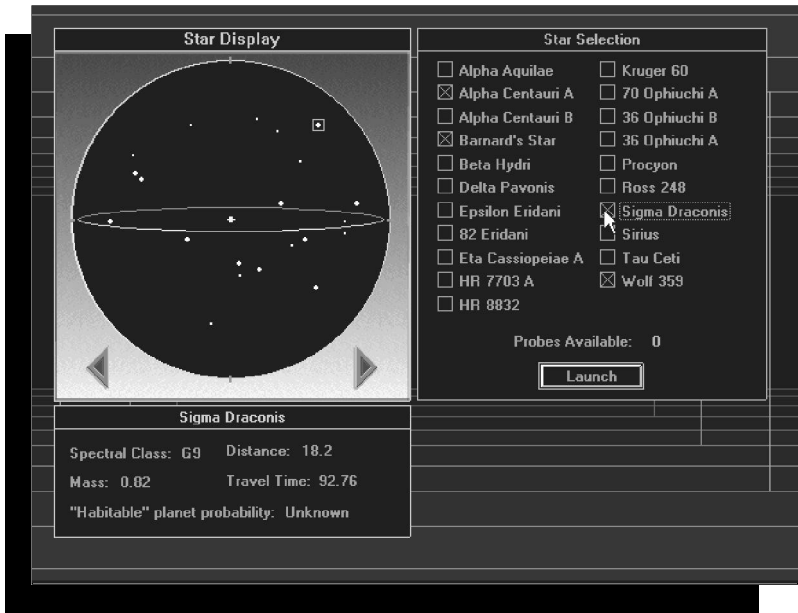 Star Display
Star Selection
Alpha Aquilae
Alpha Centauri A
Alpha Centauri B
Barnard's Star
Beta Hydri
Delta Pavonis
Epsilon Eridani
82 Eridani
Eta Cassiopeiae A
HR 7703 A
HR 8832
Kruger 60
70 Ophiuchi A
36 Ophiuchi B
36 Ophiuchi A
Procyon
Ross 248
Sigma Draconis
Sirius
Tau Ceti
Wolf 359
Probes Available: 0
Launch
Sigma Draconis
Spectral Class: G9 Distance: 18.2
Mass: 0.82 Travel Time: 92.76
"Habitable" planet probability: Unknown